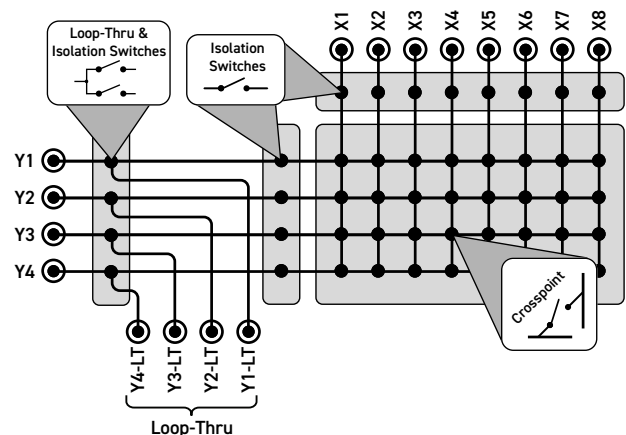 Loop-Thru &
Isolation Switches
Isolation
Switches
X1
X2
X3
X4
X5
X6
X7
X8
Y1
Y2
Y3
Y4
Crosspoint
Y4-LT
Y3-LT
Y2-LT
Y1-LT
Loop-Thru